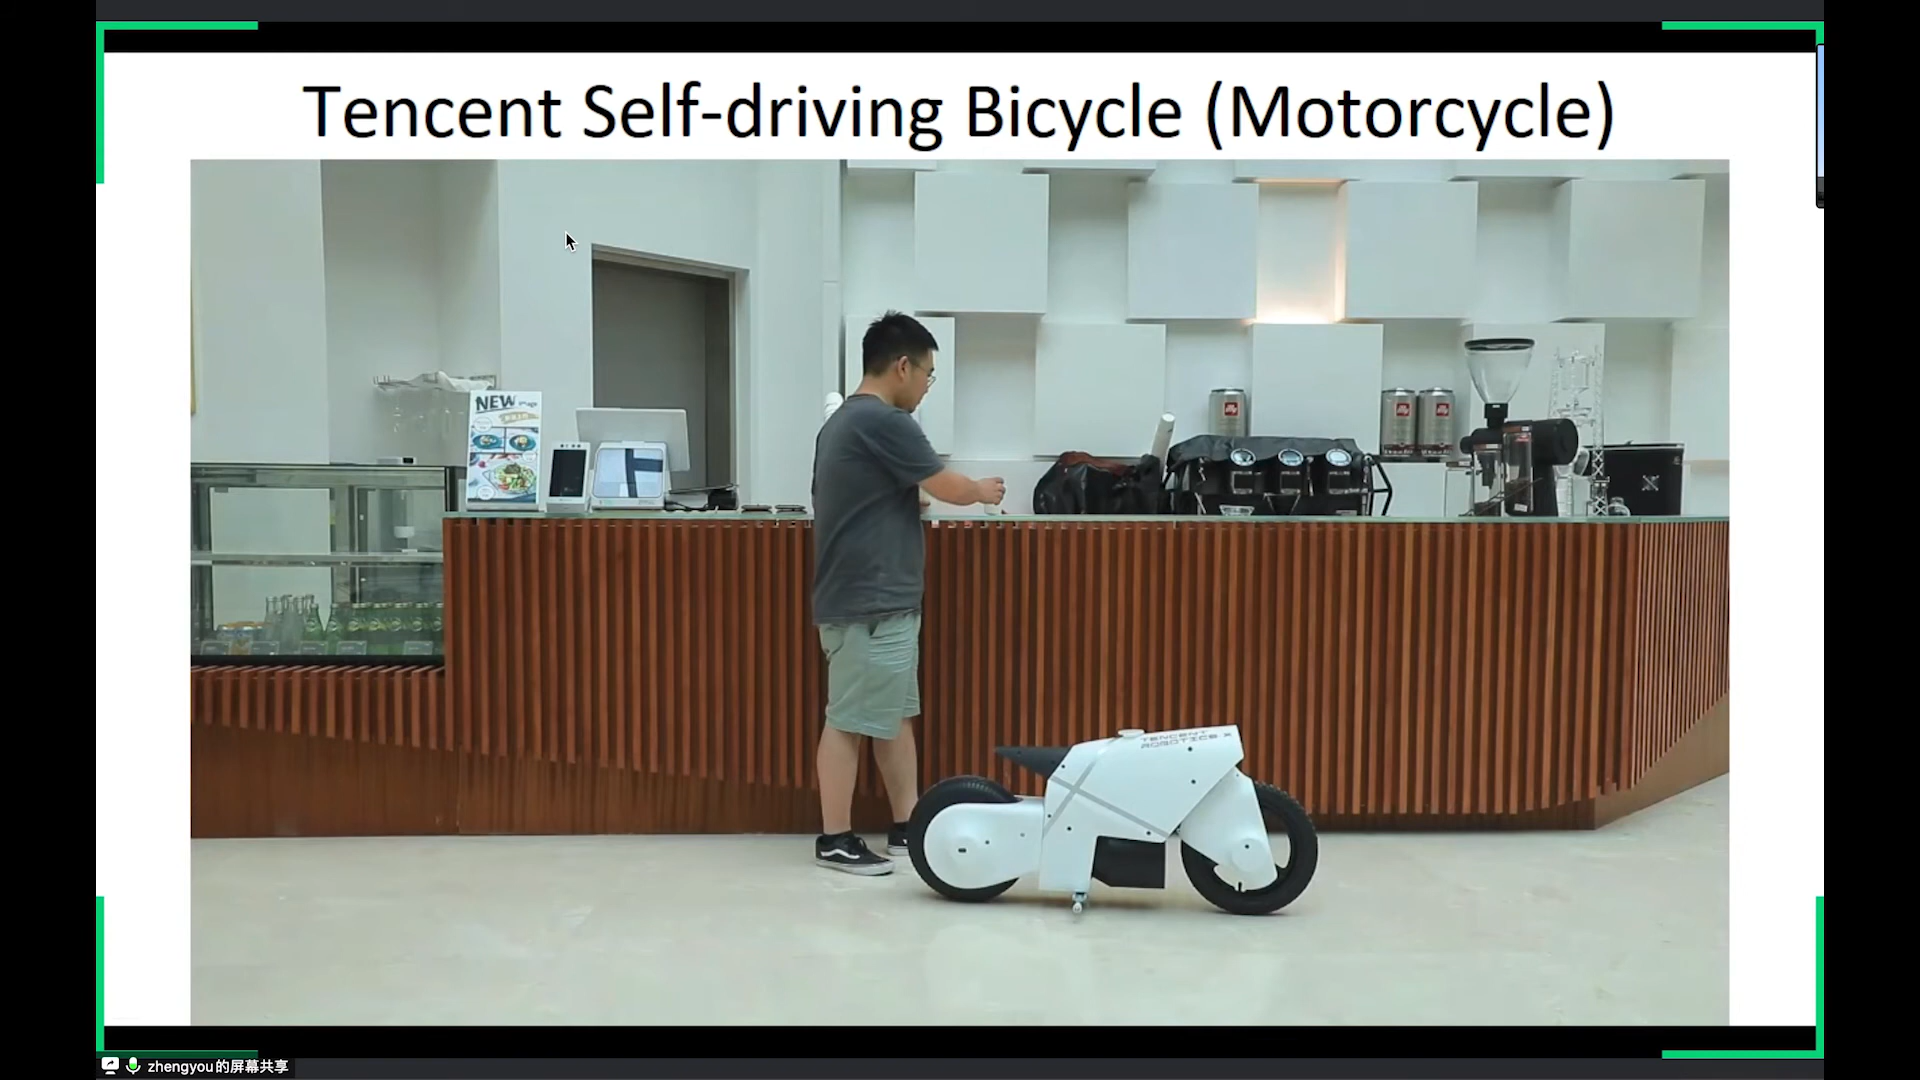 Tencent Self-driving Bicycle (Motorcycle)
NEW
TENCENT
ROBOTICS X
zhengyou的屏幕共享